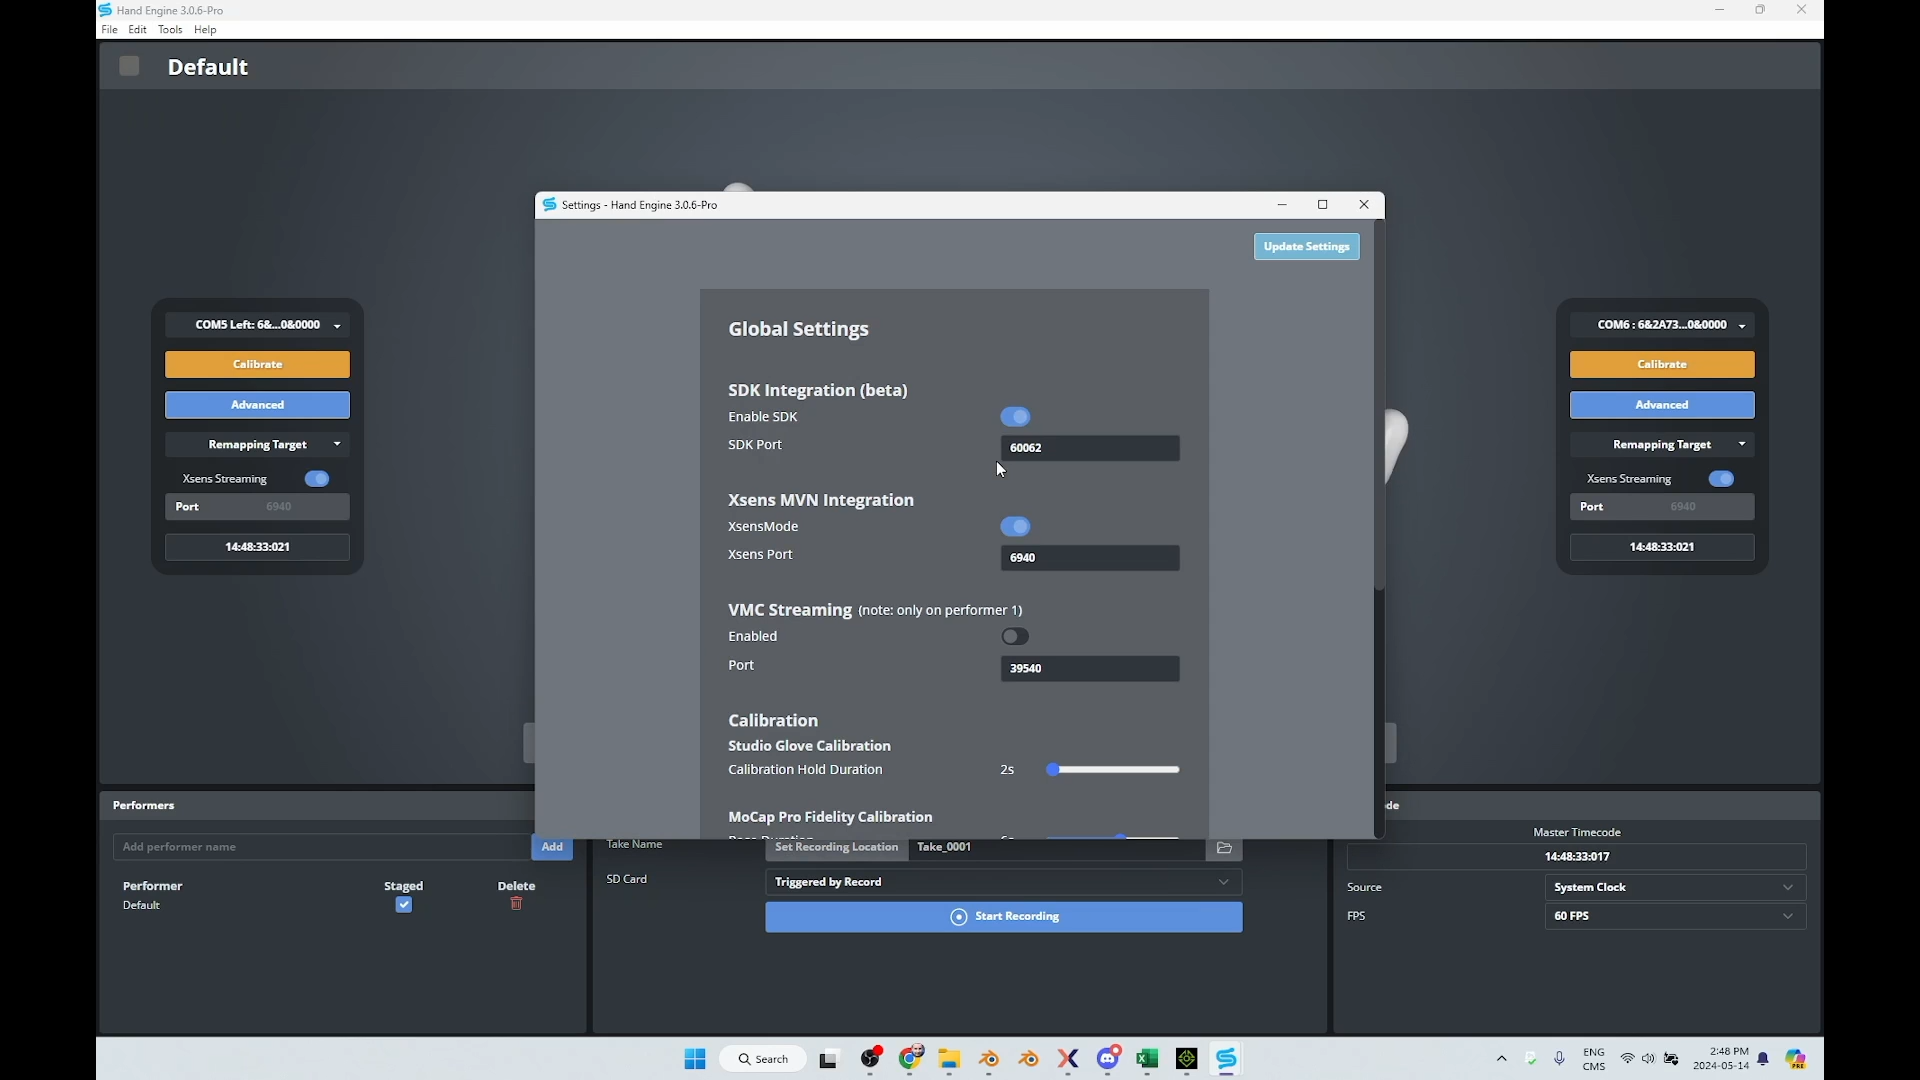 Hand Engine 3.0.6-Pro
File Edit Tools Help
Default
Settings - Hand Engine 3.0.6-Pro
Update Settings
Global Settings
SDK Integration (beta)
Enable SDK
SDK Port 60062
Xsens MVN Integration
XsensMode
Xsens Port 6940
VMC Streaming (note: only on performer 1)
Enabled
Port 39540
Calibration
Studio Glove Calibration
Calibration Hold Duration 2s
MoCap Pro Fidelity Calibration
COM5 Left: 6&...0&0000
Calibrate
Advanced
Remapping Target
Xsens Streaming
Port 6940
14:48:33:021
COM6 : 6&2A73...0&0000
Calibrate
Advanced
Remapping Target
Xsens Streaming
Port 6940
14:48:33:021
Performers
Add performer name Add
Performer Staged Delete
Default
Take Name Set Recording Location Take_0001
SD Card Triggered by Record
Start Recording
de
Master Timecode
14:48:33:017
Source System Clock
FPS 60 FPS
Search
ENG
CMS
2:48 PM
2024-05-14
PRE